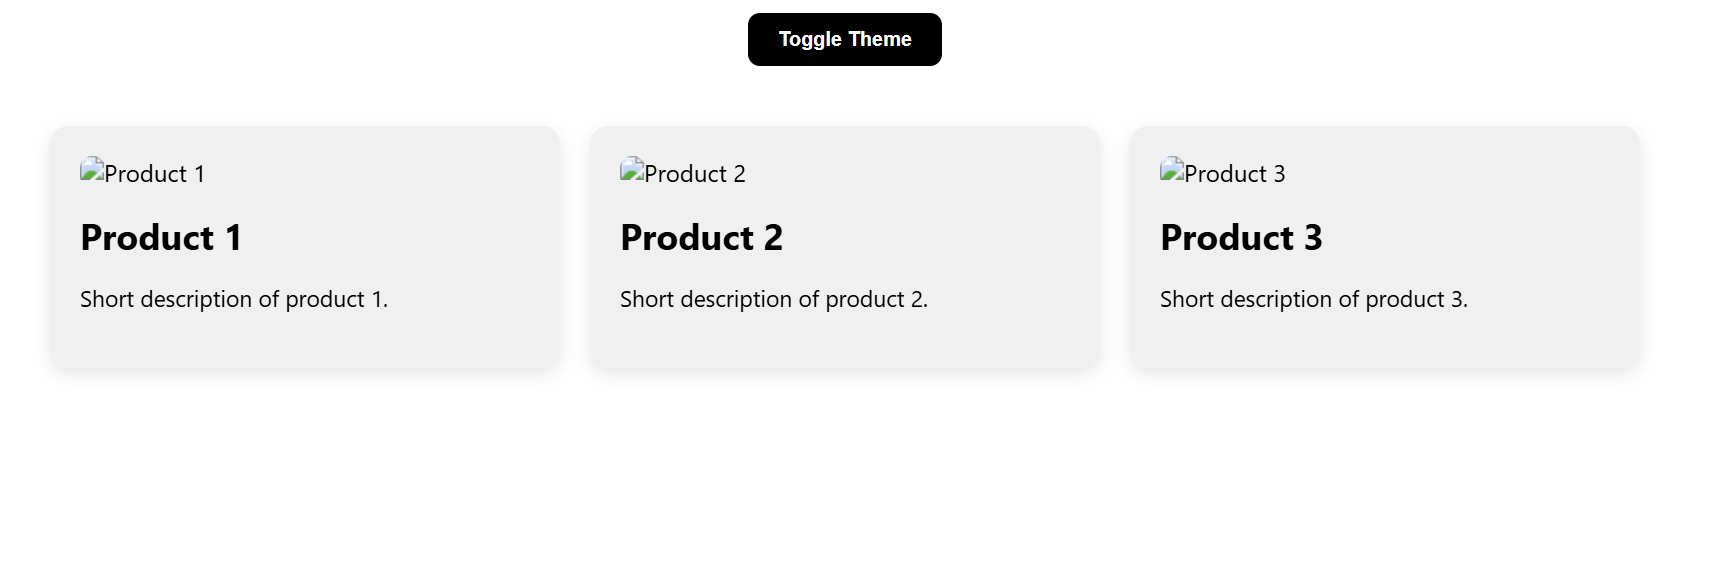 Toggle Theme
Product 1
Product 1
Short description of product 1.
Product 2
Product 2
Short description of product 2.
Product 3
Product 3
Short description of product 3.